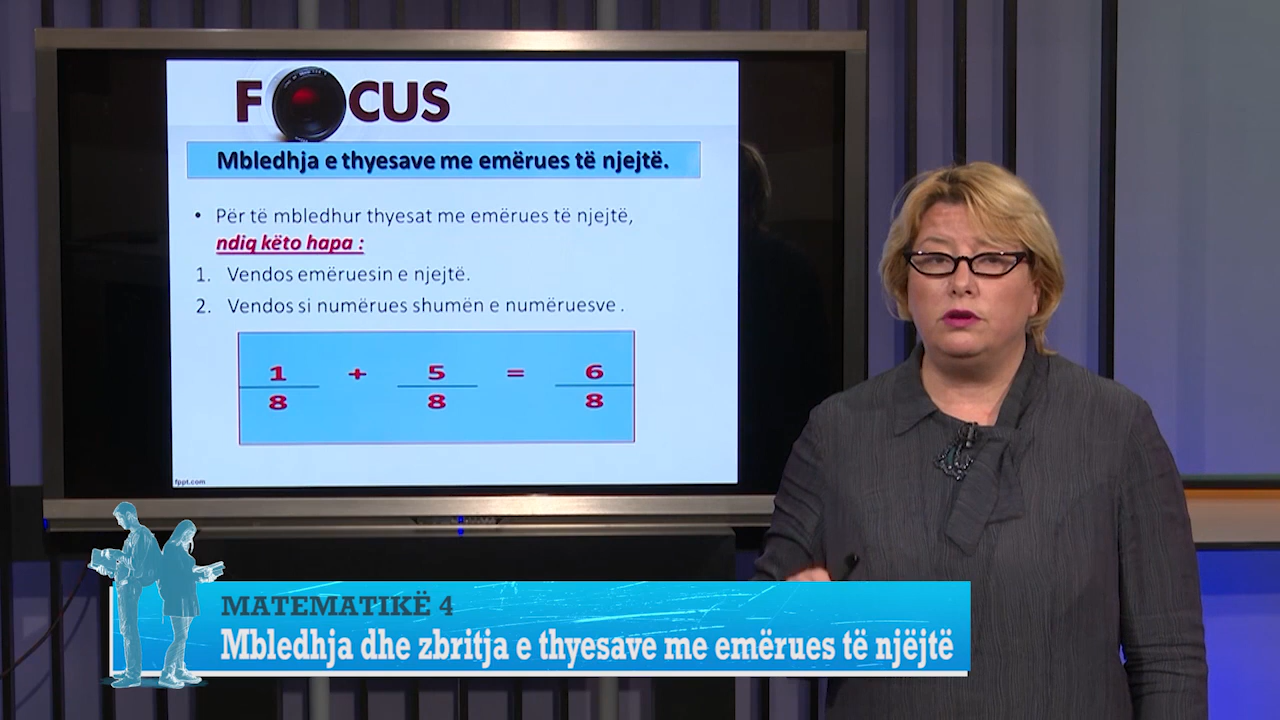 FOCUS
Mbledhja e thyesave me emërues të njejtë.
• Për të mbledhur thyesat me emërues të njejtë,
ndiq këto hapa :
1. Vendos emëruesin e njejtë.
2. Vendos si numërues shumën e numëruesve .
1 + 5 = 6
8 8 8
fppt.com
MATEMATIKË 4
Mbledhja dhe zbritja e thyesave me emërues të njëjtë